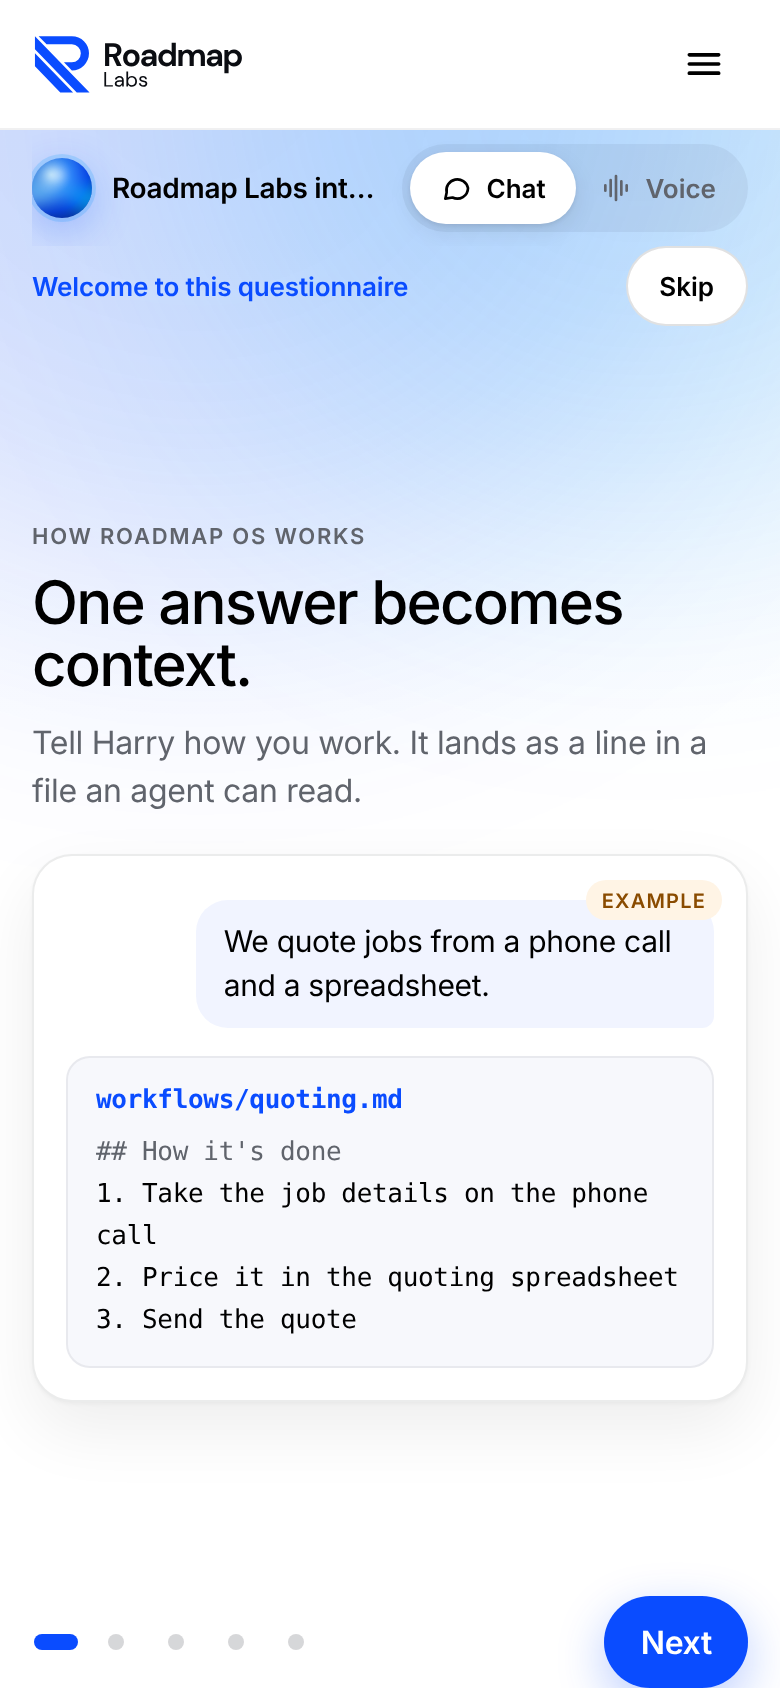 Roadmap
Labs
Roadmap Labs int...
Chat
Voice
Welcome to this questionnaire
Skip
HOW ROADMAP OS WORKS
One answer becomes
context.
Tell Harry how you work. It lands as a line in a
file an agent can read.
EXAMPLE
We quote jobs from a phone call
and a spreadsheet.
workflows/quoting.md
## How it's done
1. Take the job details on the phone
call
2. Price it in the quoting spreadsheet
3. Send the quote
Next